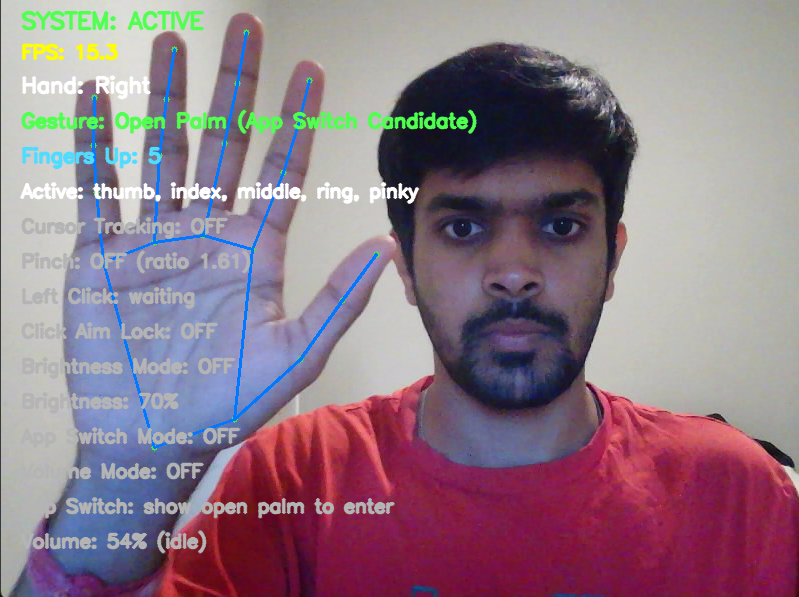 SYSTEM: ACTIVE
FPS: 15.3
Hand: Right
Gesture: Open Palm (App Switch Candidate)
Fingers Up: 5
Active: thumb, index, middle, ring, pinky
Cursor Tracking: OFF
Pinch: OFF (ratio 1.61)
Left Click: waiting
Click Aim Lock: OFF
Brightness Mode: OFF
Brightness: 70%
App Switch Mode: OFF
Volume Mode: OFF
App Switch: show open palm to enter
Volume: 54% (idle)